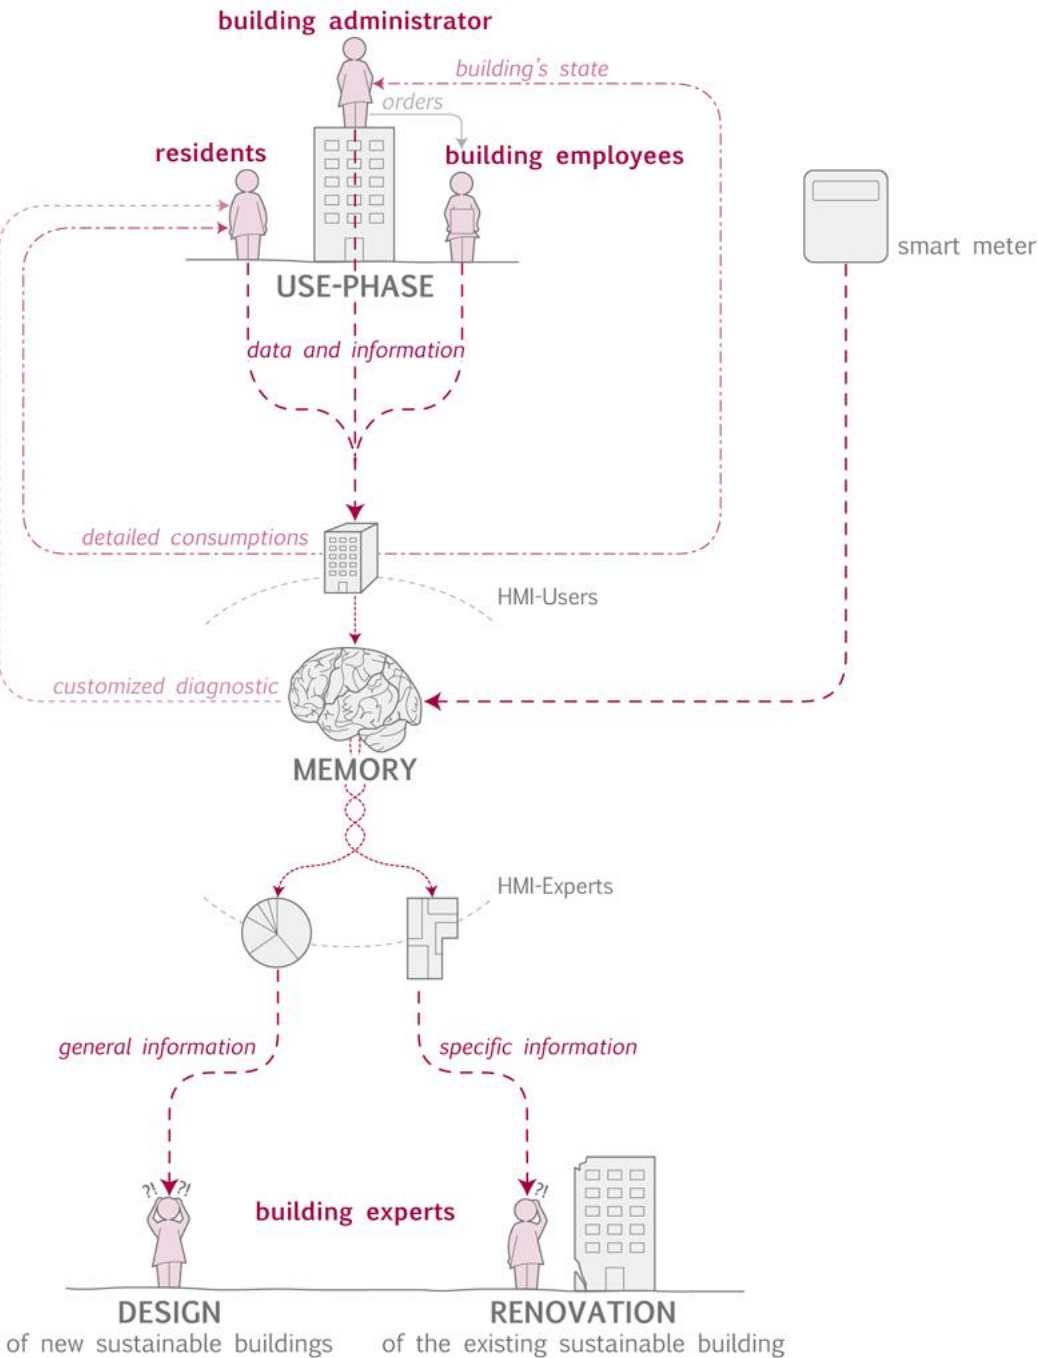 building administrator
building's state
orders
residents
building employees
smart meter
USE-PHASE
data and information
detailed consumptions
HMI-Users
customized diagnostic
MEMORY
HMI-Experts
general information
specific information
?! ?!
?!
building experts
DESIGN
of new sustainable buildings
RENOVATION
of the existing sustainable building